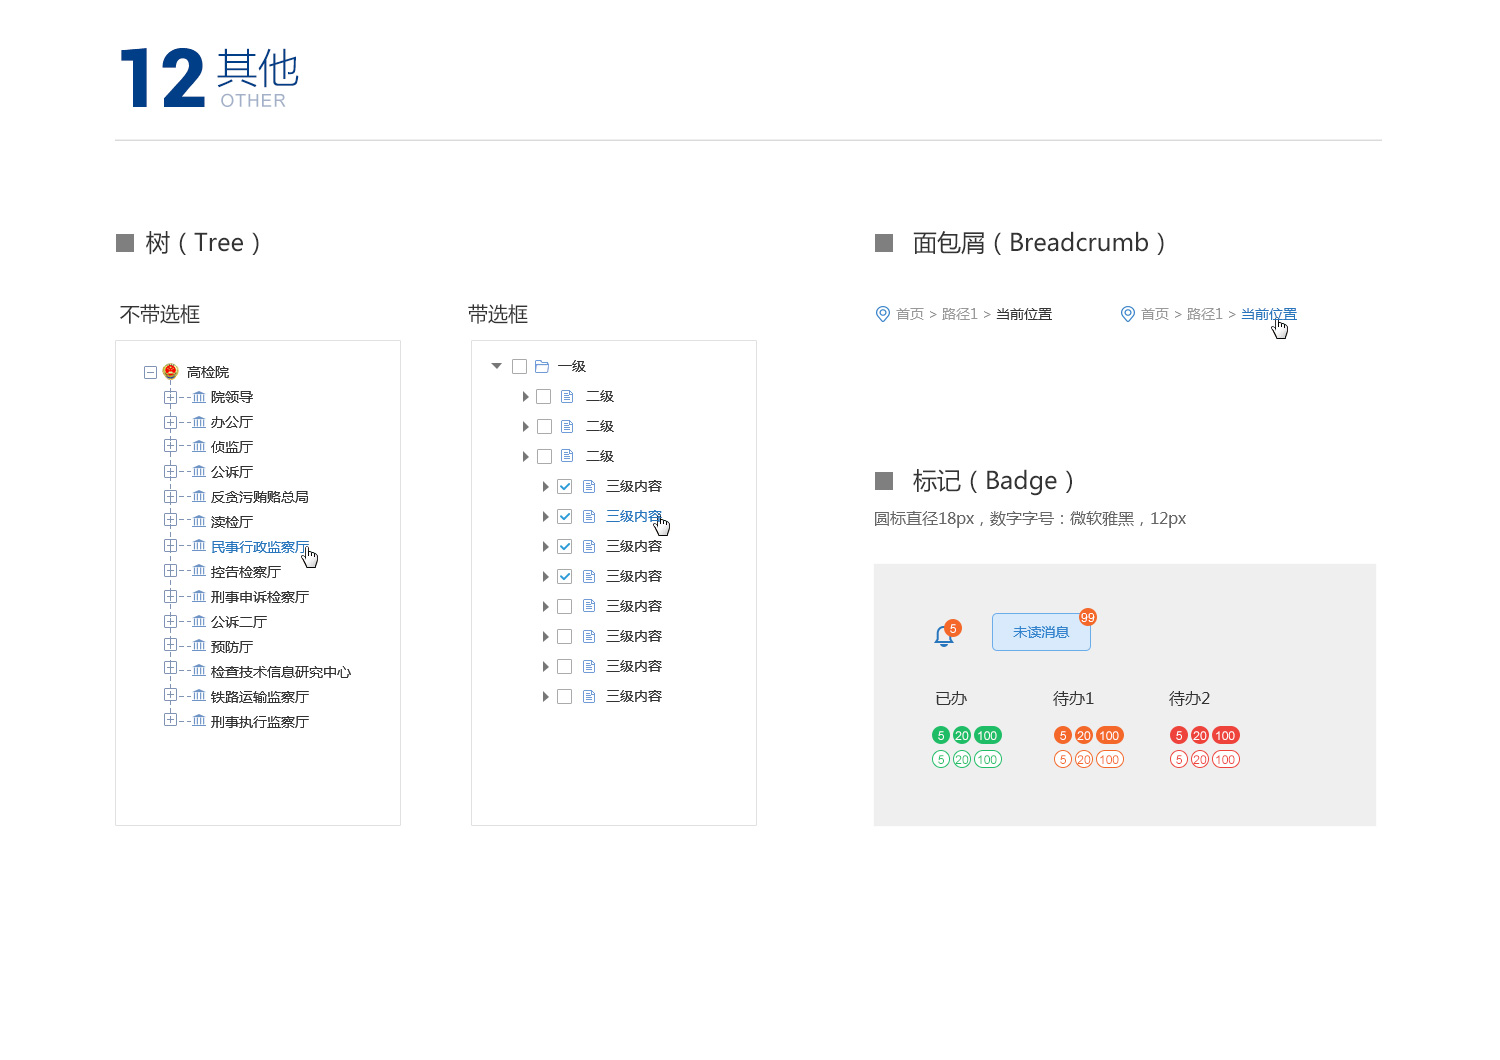 12 其他
OTHER
树（Tree）
不带选框
高检院
院领导
办公厅
侦监厅
公诉厅
反贪污贿赂总局
渎检厅
民事行政监察厅
控告检察厅
刑事申诉检察厅
公诉二厅
预防厅
检查技术信息研究中心
铁路运输监察厅
刑事执行监察厅
带选框
一级
二级
二级
二级
三级内容
三级内容
三级内容
三级内容
三级内容
三级内容
三级内容
三级内容
面包屑（Breadcrumb）
首页 > 路径1 > 当前位置
首页 > 路径1 > 当前位置
标记（Badge）
圆标直径18px，数字字号：微软雅黑，12px
5
未读消息 99
已办 待办1 待办2
5 20 100 5 20 100 5 20 100
5 20 100 5 20 100 5 20 100